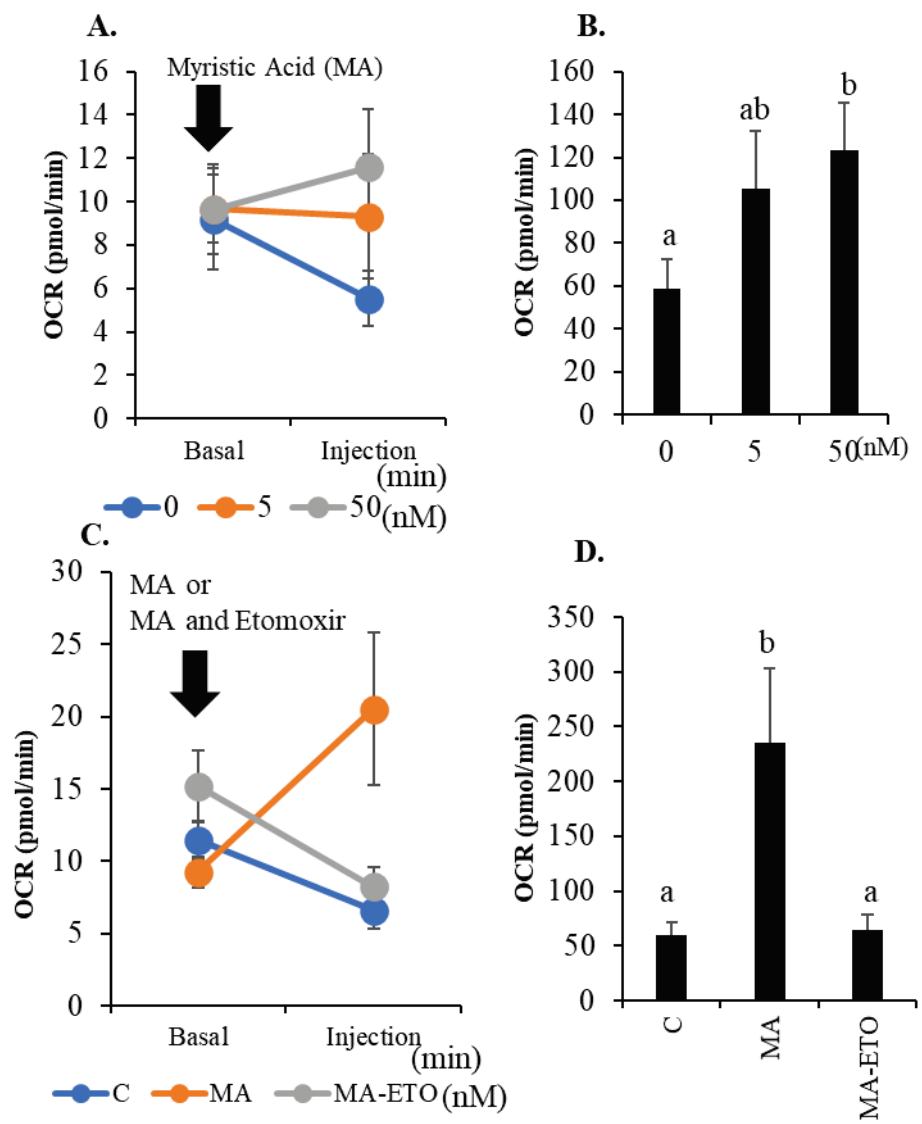 A.
Myristic Acid (MA)
OCR (pmol/min)
16
14
12
10
8
6
4
2
0
Basal
Injection
(min)
0
5
50
(nM)
B.
OCR (pmol/min)
160
140
120
100
80
60
40
20
0
a
ab
b
0
5
50
(nM)
C.
MA or
MA and Etomoxir
OCR (pmol/min)
30
25
20
15
10
5
0
Basal
Injection
(min)
C
MA
MA-ETO
(nM)
D.
OCR (pmol/min)
350
300
250
200
150
100
50
0
a
b
a
C
MA
MA-ETO